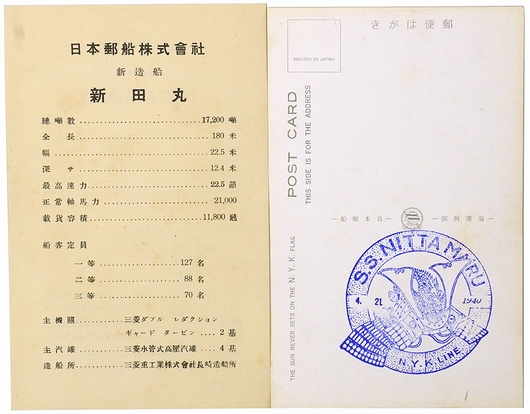 日本郵船株式會社
新造船
新田丸
總噸數 17,200 噸
全長 180 米
幅 22.5 米
深サ 12.4 米
最高速力 22.5 節
正常軸馬力 21,000
載貨容積 11,800 瓲
船客定員
一等 127 名
二等 88 名
三等 70 名
主機關 三菱ダブル レダクション
ギヤード タービン 2 基
主汽罐 三菱水管式高壓汽罐 4 基
造船所 三菱重工業株式會社長崎造船所
きがは便郵
PRINTED IN JAPAN
POST CARD
THIS SIDE IS FOR THE ADDRESS
THE SUN NEVER SETS ON THE N.Y.K. FLAG
船郵本日
國報運海
S.S. NITTA MARU
4. 21 1940
N.Y.K. LINE